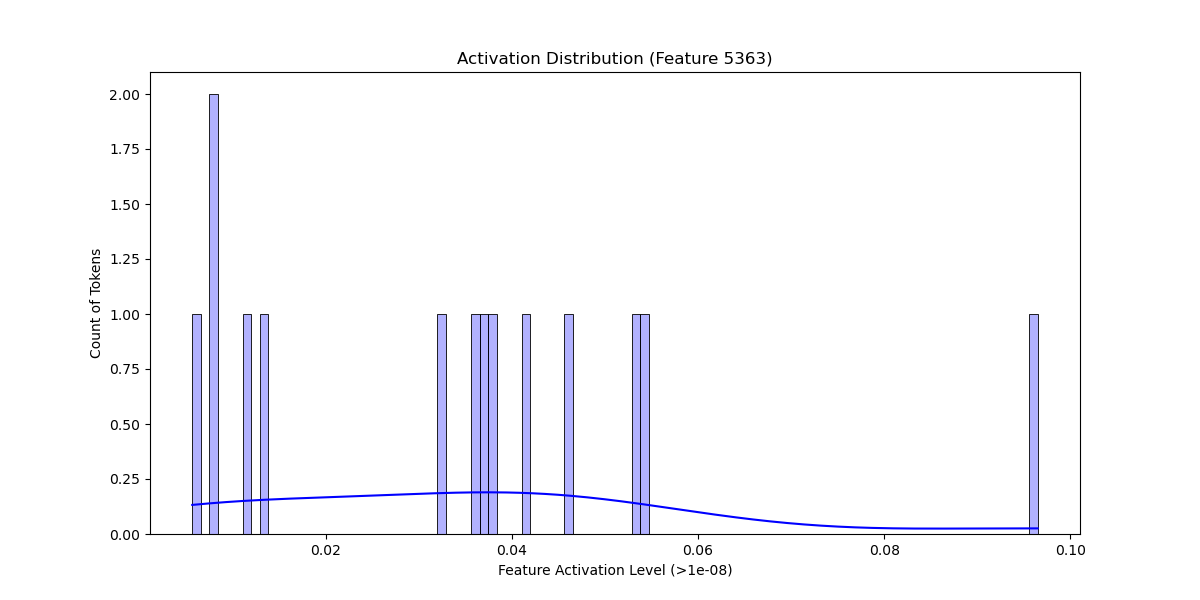 Activation Distribution (Feature 5363)
2.00
1.75
1.50
1.25
1.00
0.75
0.50
0.25
0.00
Count of Tokens
0.02 0.04 0.06 0.08 0.10
Feature Activation Level (>1e-08)